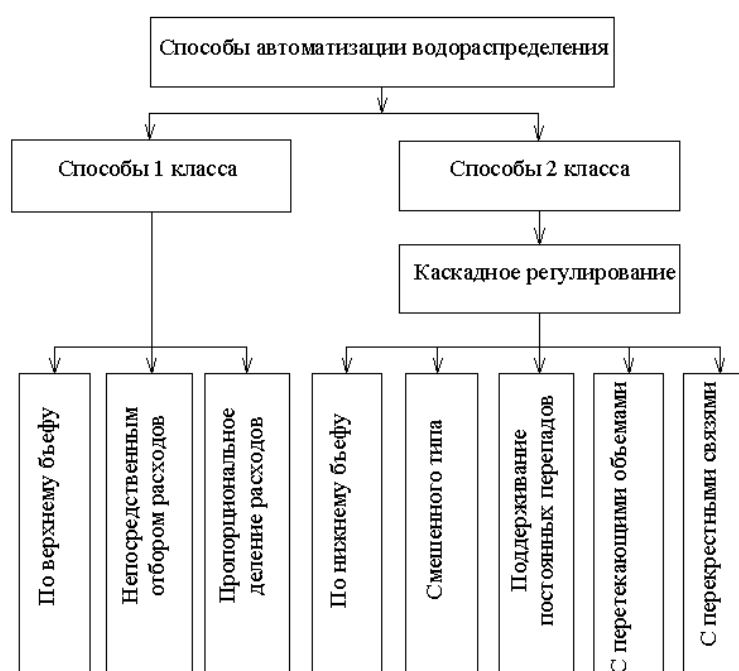 Способы автоматизации водораспределения
Способы 1 класса
Способы 2 класса
Каскадное регулирование
По верхнему бьефу
Непосредственным
отбором расходов
Пропорциональное
деление расходов
По нижнему бьефу
Смешенного типа
Поддерживание
постоянных перепадов
С перетекающими обьемами
С перекрестными связями